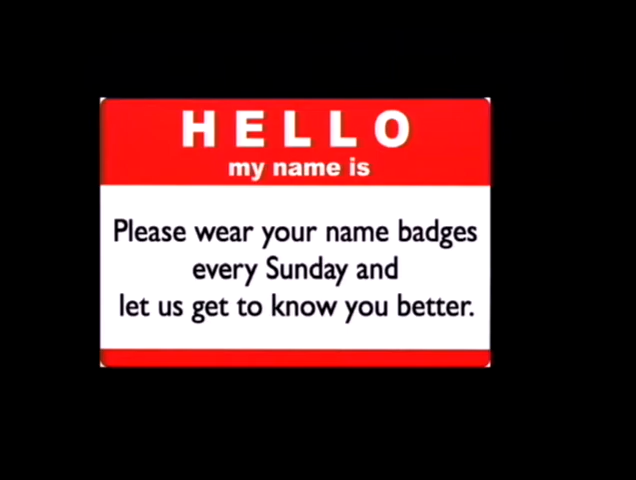 HELLO
my name is
Please wear your name badges
every Sunday and
let us get to know you better.